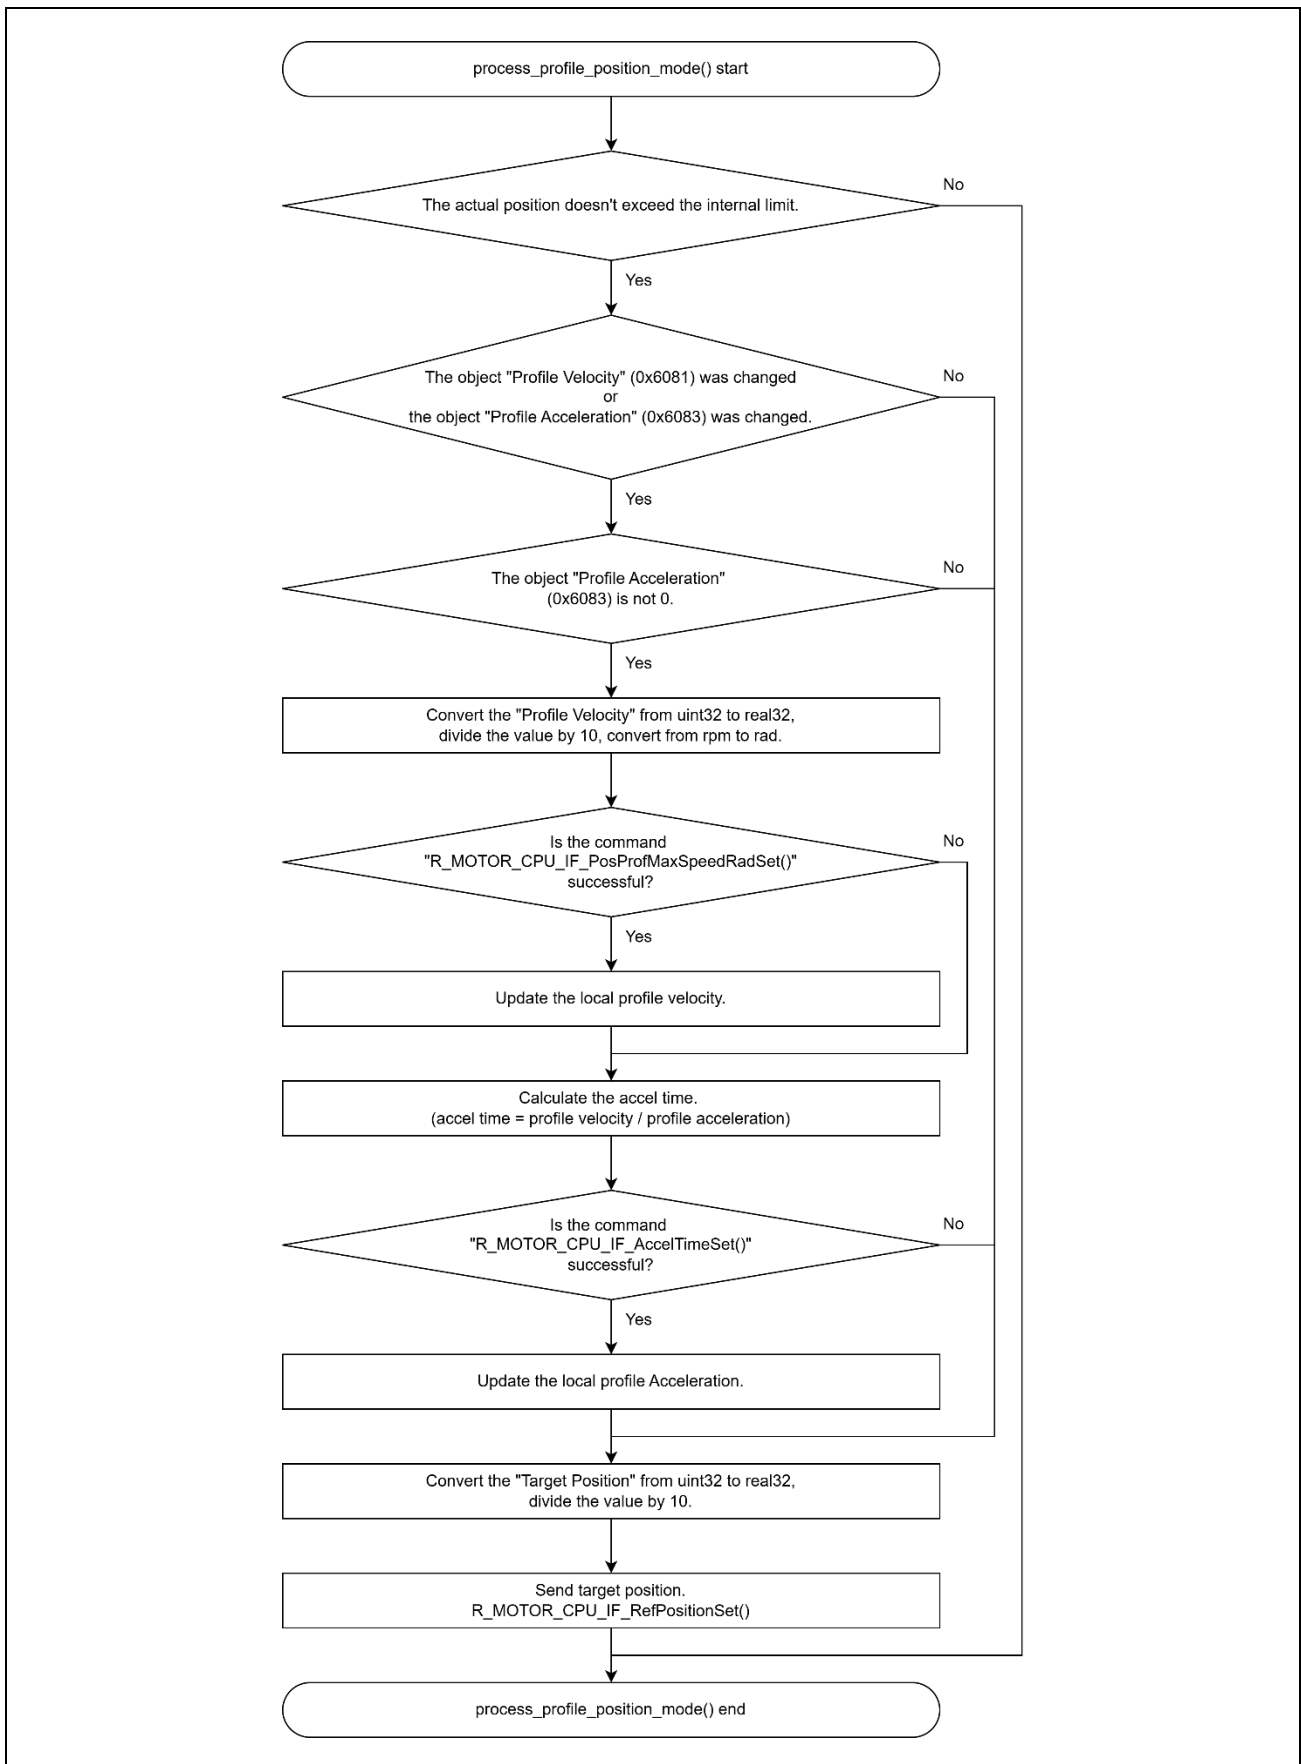 process_profile_position_mode() start
No
The actual position doesn't exceed the internal limit.
Yes
No
The object "Profile Velocity" (0x6081) was changed
or
the object "Profile Acceleration" (0x6083) was changed.
Yes
No
The object "Profile Acceleration"
(0x6083) is not 0.
Yes
Convert the "Profile Velocity" from uint32 to real32,
divide the value by 10, convert from rpm to rad.
No
Is the command
"R_MOTOR_CPU_IF_PosProfMaxSpeedRadSet()"
successful?
Yes
Update the local profile velocity.
Calculate the accel time.
(accel time = profile velocity / profile acceleration)
No
Is the command
"R_MOTOR_CPU_IF_AccelTimeSet()"
successful?
Yes
Update the local profile Acceleration.
Convert the "Target Position" from uint32 to real32,
divide the value by 10.
Send target position.
R_MOTOR_CPU_IF_RefPositionSet()
process_profile_position_mode() end